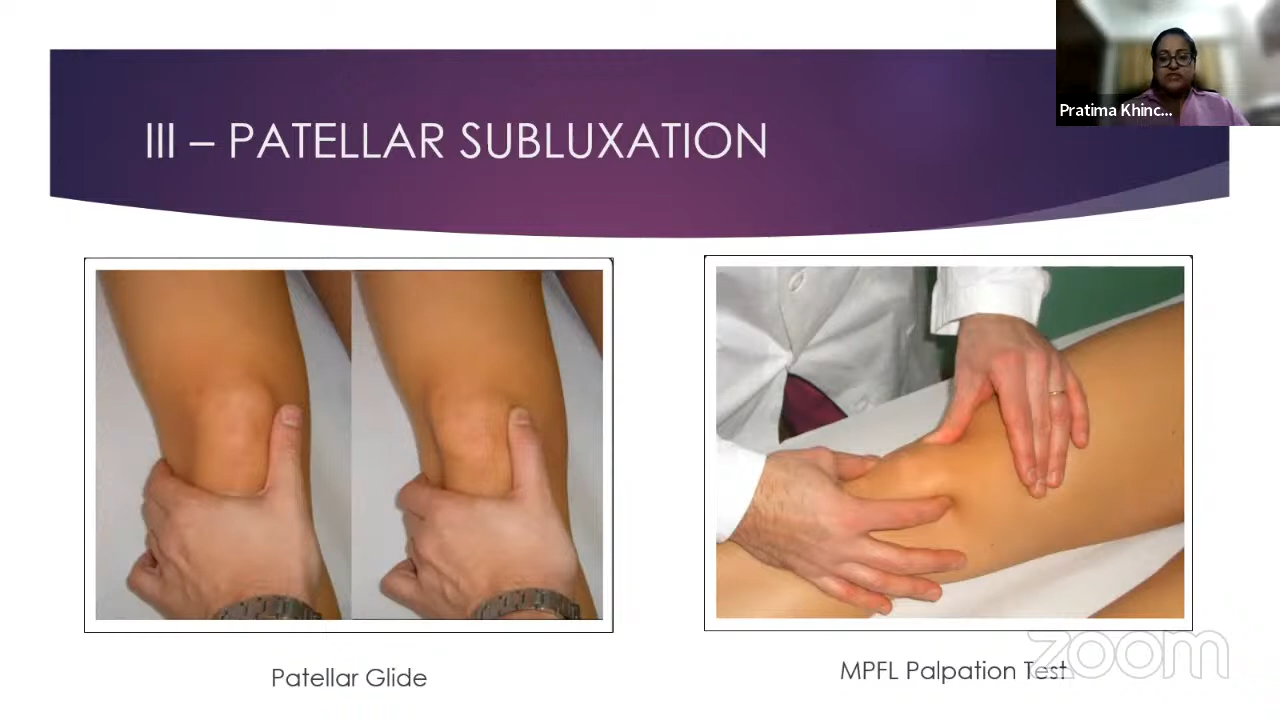 III – PATELLAR SUBLUXATION
Pratima Khinc...
Patellar Glide
MPFL Palpation Test
zoom